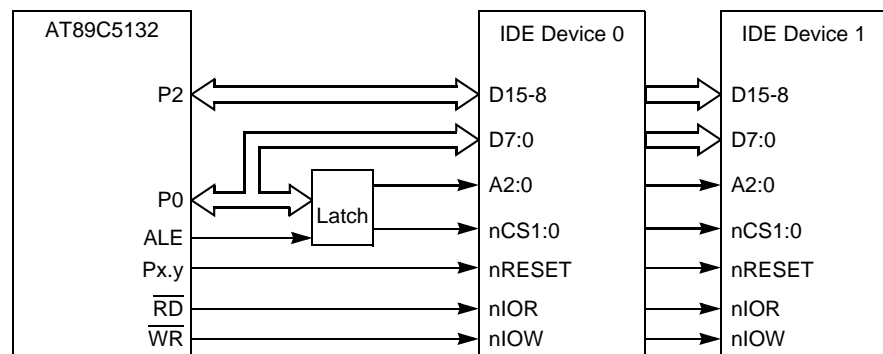 AT89C5132 IDE Device 0 IDE Device 1
P2 D15-8 D15-8
D7:0 D7:0
P0 Latch A2:0 A2:0
ALE nCS1:0 nCS1:0
Px.y nRESET nRESET
RD nIOR nIOR
WR nIOW nIOW